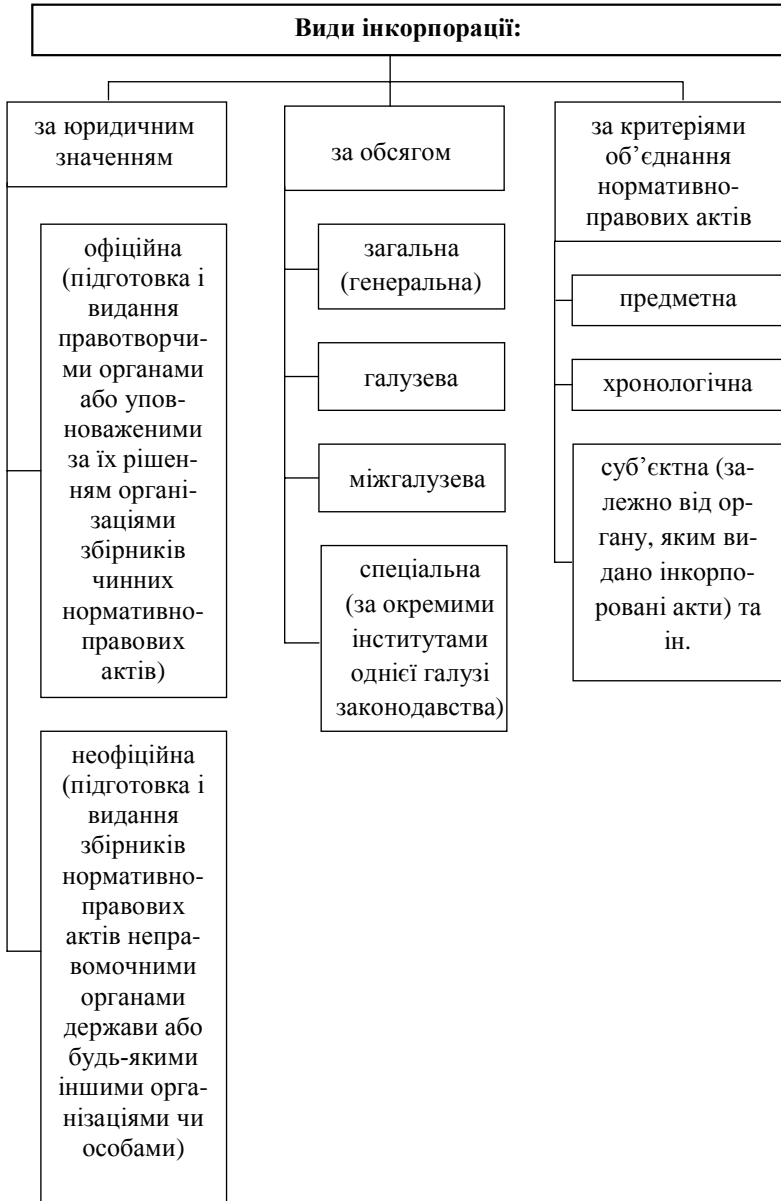 Види інкорпорації:
за юридичним
значенням
офіційна
(підготовка і
видання
правотворчи-
ми органами
або упов-
новаженими
за їх рішен-
ням органі-
заціями
збірників
чинних
нормативно-
правових
актів)
неофіційна
(підготовка і
видання
збірників
нормативно-
правових
актів непра-
вомочними
органами
держави або
будь-якими
іншими орга-
нізаціями чи
особами)
за обсягом
загальна
(генеральна)
галузева
міжгалузева
спеціальна
(за окремими
інститутами
однієї галузі
законодавства)
за критеріями
об’єднання
нормативно-
правових актів
предметна
хронологічна
суб’єктна (за-
лежно від ор-
гану, яким ви-
дано інкорпо-
ровані акти) та
ін.